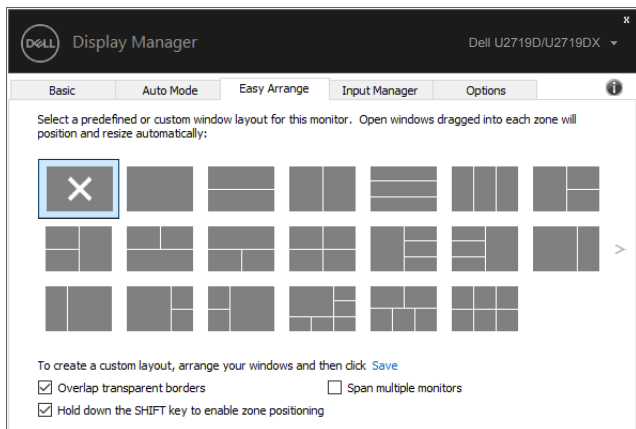 x
DELL Display Manager Dell U2719D/U2719DX
Basic Auto Mode Easy Arrange Input Manager Options
Select a predefined or custom window layout for this monitor. Open windows dragged into each zone will
position and resize automatically:
>
To create a custom layout, arrange your windows and then click Save
Overlap transparent borders Span multiple monitors
Hold down the SHIFT key to enable zone positioning